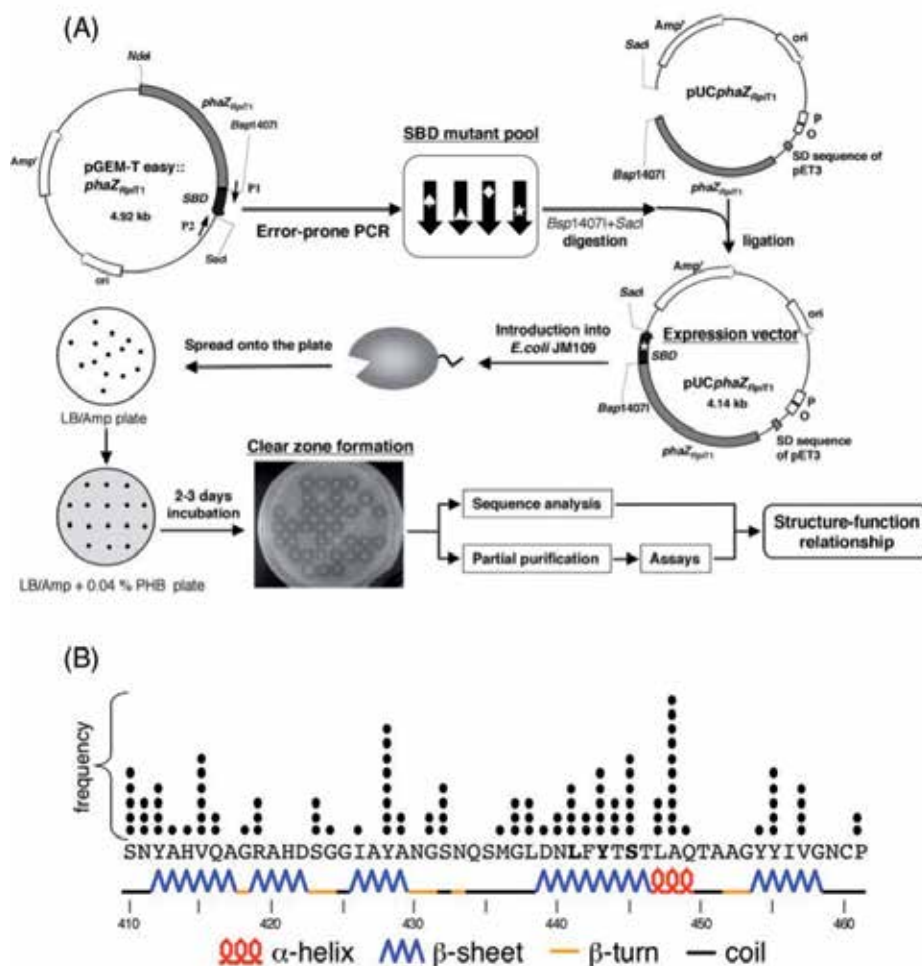 (A)
NdeI
phaZRpiT1
Bsp1407I
Ampr
pGEM-T easy::
phaZRpiT1
4.92 kb
SBD
P1
P2
SacI
ori
Error-prone PCR
SBD mutant pool
Bsp1407I+SacI
digestion
Ampr
SacI
ori
pUCphaZRpiT1
P
O
SD sequence of
pET3
Bsp1407I
phaZRpiT1
ligation
Ampr
SacI
ori
Expression vector
SBD
pUCphaZRpiT1
4.14 kb
Bsp1407I
P
O
SD sequence
of pET3
phaZRpiT1
Introduction into
E.coli JM109
Spread onto the plate
LB/Amp plate
LB/Amp + 0.04 % PHB plate
2-3 days
incubation
Clear zone formation
Sequence analysis
Partial purification
Assays
Structure-function
relationship
(B)
frequency
SNYAHVQAGRAHDSGGIAYANGSNQSMGLDNLFYTSTLAQTAAGYYIVGNCP
410 420 430 440 450 460
α-helix β-sheet β-turn coil